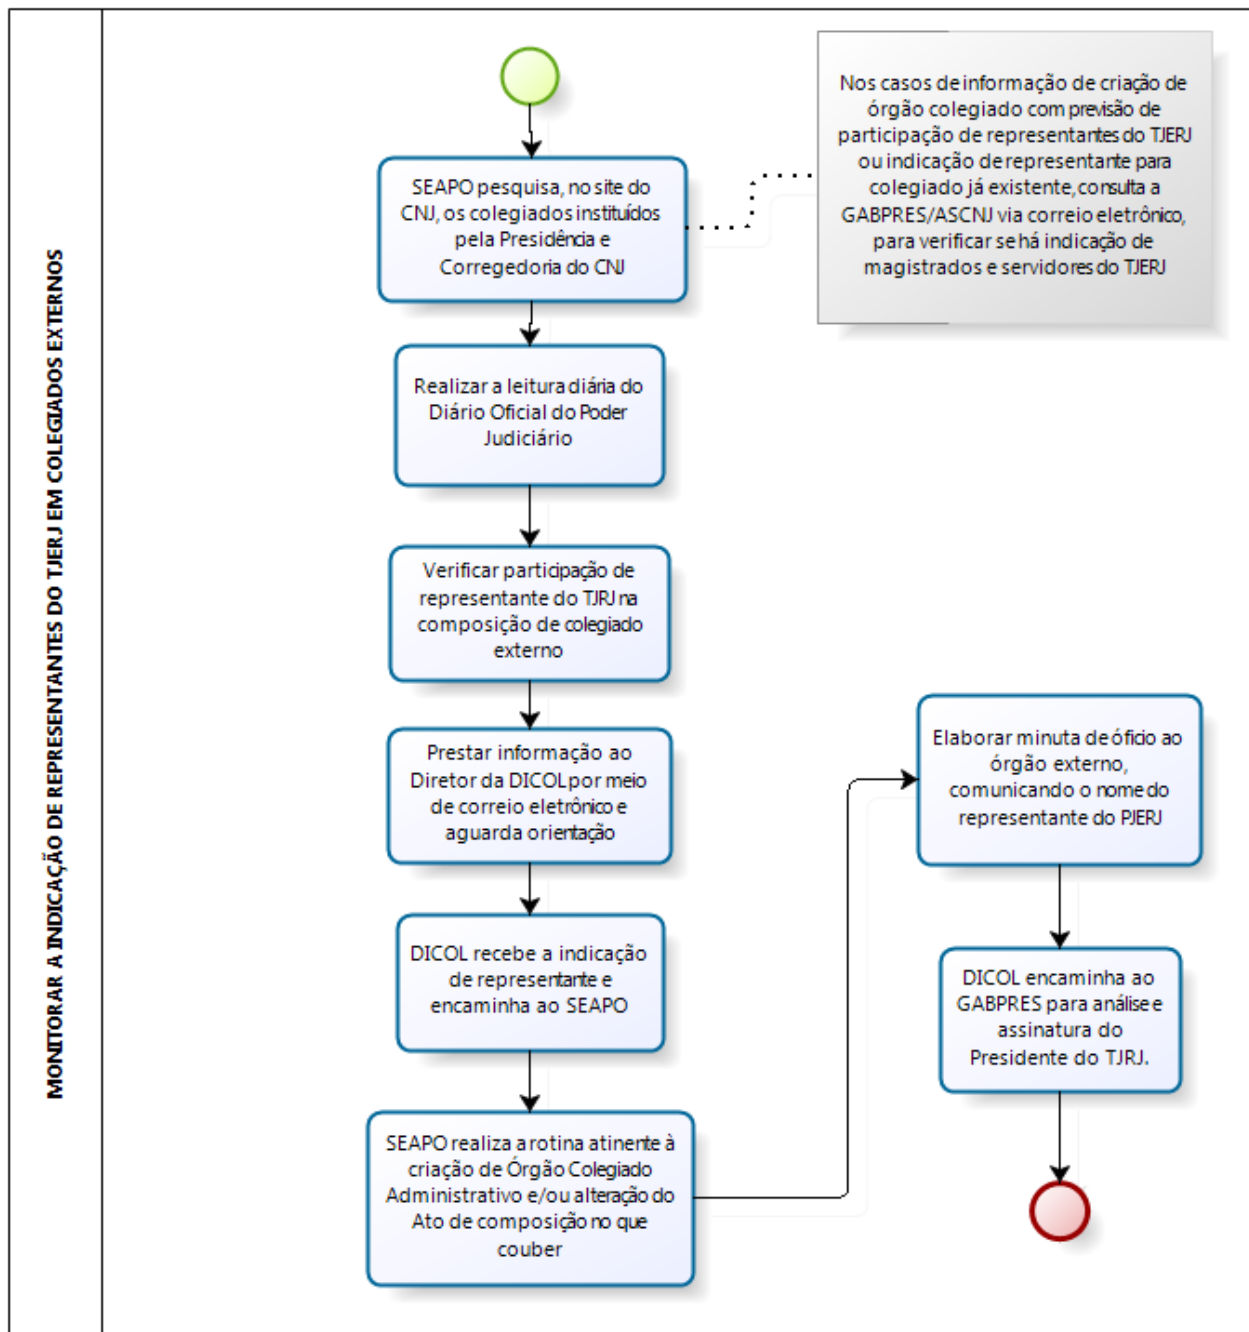 MONITORAR A INDICAÇÃO DE REPRESENTANTES DO TJERJ EM COLEGIADOS EXTERNOS
SEAPO pesquisa, no site do
CNJ, os colegiados instituídos
pela Presidência e
Corregedoria do CNJ
Nos casos de informação de criação de
órgão colegiado com previsão de
participação de representantes do TJERJ
ou indicação de representante para
colegiado já existente, consulta a
GABPRES/ASCNJ via correio eletrônico,
para verificar se há indicação de
magistrados e servidores do TJERJ
Realizar a leitura diária do
Diário Oficial do Poder
Judiciário
Verificar participação de
representante do TJRJ na
composição de colegiado
externo
Prestar informação ao
Diretor da DICOL por meio
de correio eletrônico e
aguarda orientação
DICOL recebe a indicação
de representante e
encaminha ao SEAPO
SEAPO realiza a rotina atinente à
criação de Órgão Colegiado
Administrativo e/ou alteração do
Ato de composição no que
couber
Elaborar minuta de óficio ao
órgão externo,
comunicando o nome do
representante do PJERJ
DICOL encaminha ao
GABPRES para análise e
assinatura do
Presidente do TJRJ.